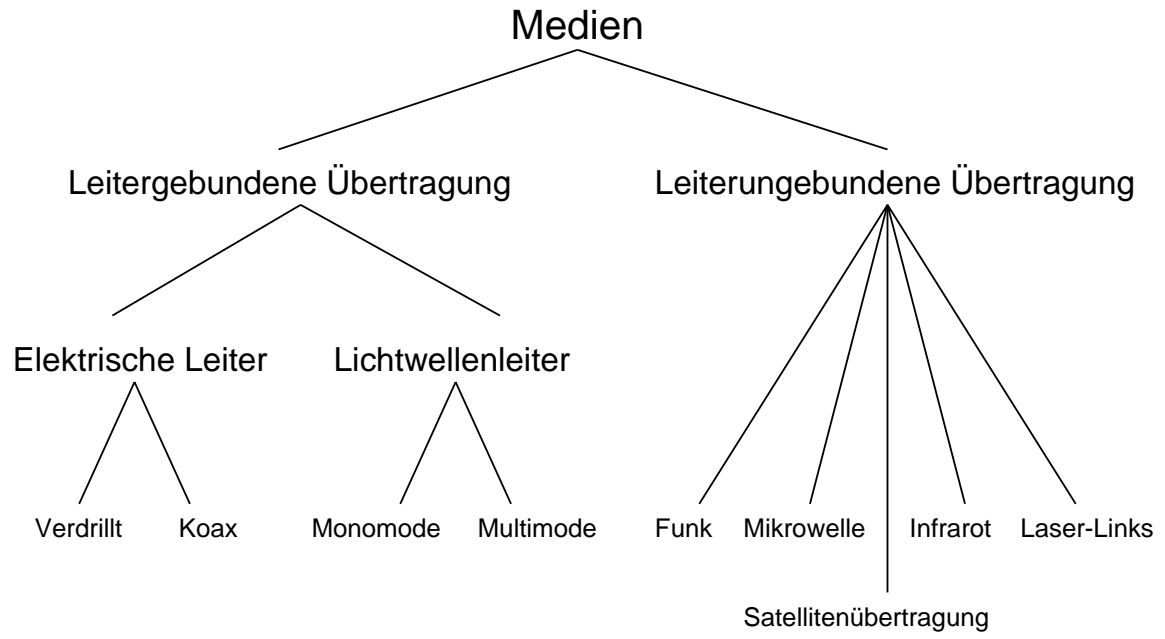 Medien
Leitergebundene Übertragung Leiterungebundene Übertragung
Elektrische Leiter Lichtwellenleiter
Verdrillt Koax Monomode Multimode Funk Mikrowelle Infrarot Laser-Links
Satellitenübertragung